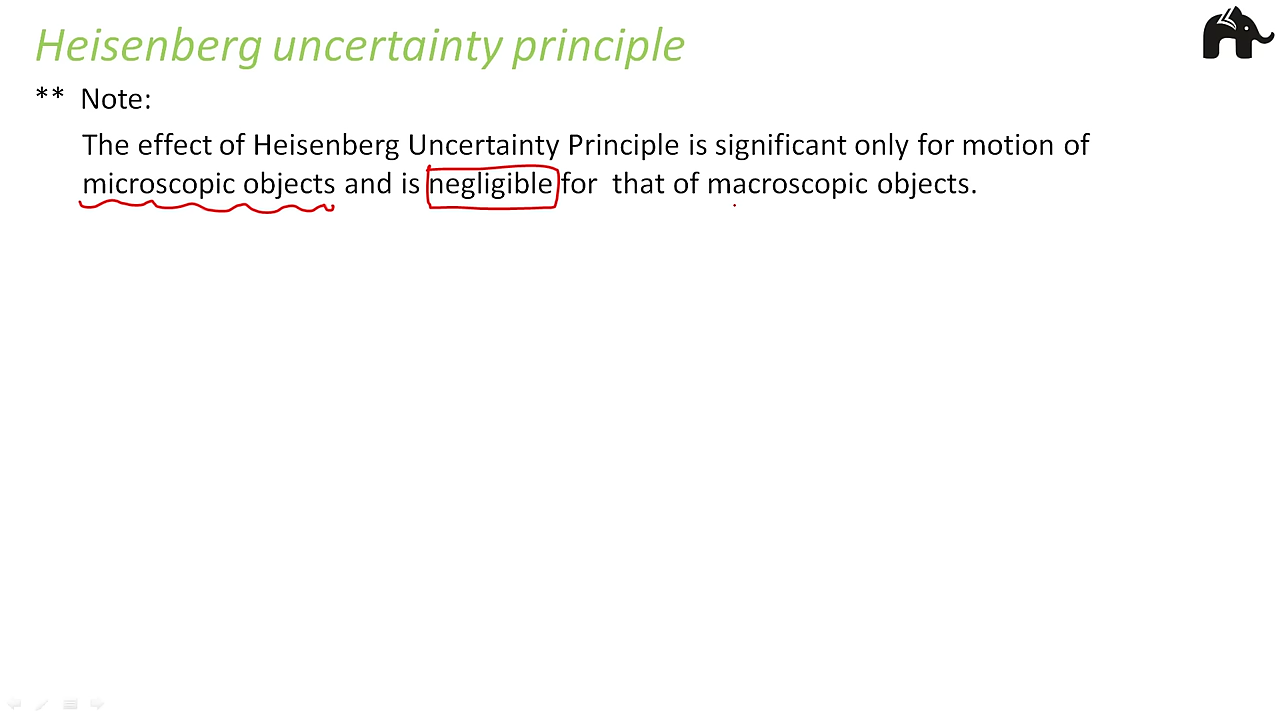 Heisenberg uncertainty principle
** Note:
The effect of Heisenberg Uncertainty Principle is significant only for motion of
microscopic objects and is negligible for that of macroscopic objects.